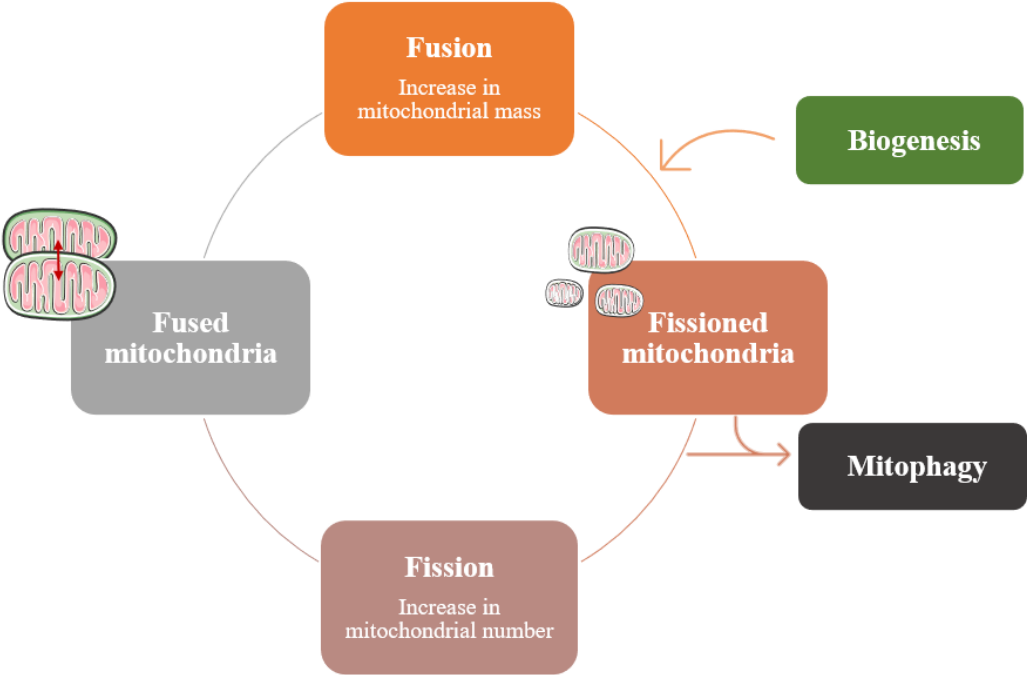 Fusion
Increase in
mitochondrial mass
Biogenesis
Fused
mitochondria
Fissioned
mitochondria
Mitophagy
Fission
Increase in
mitochondrial number